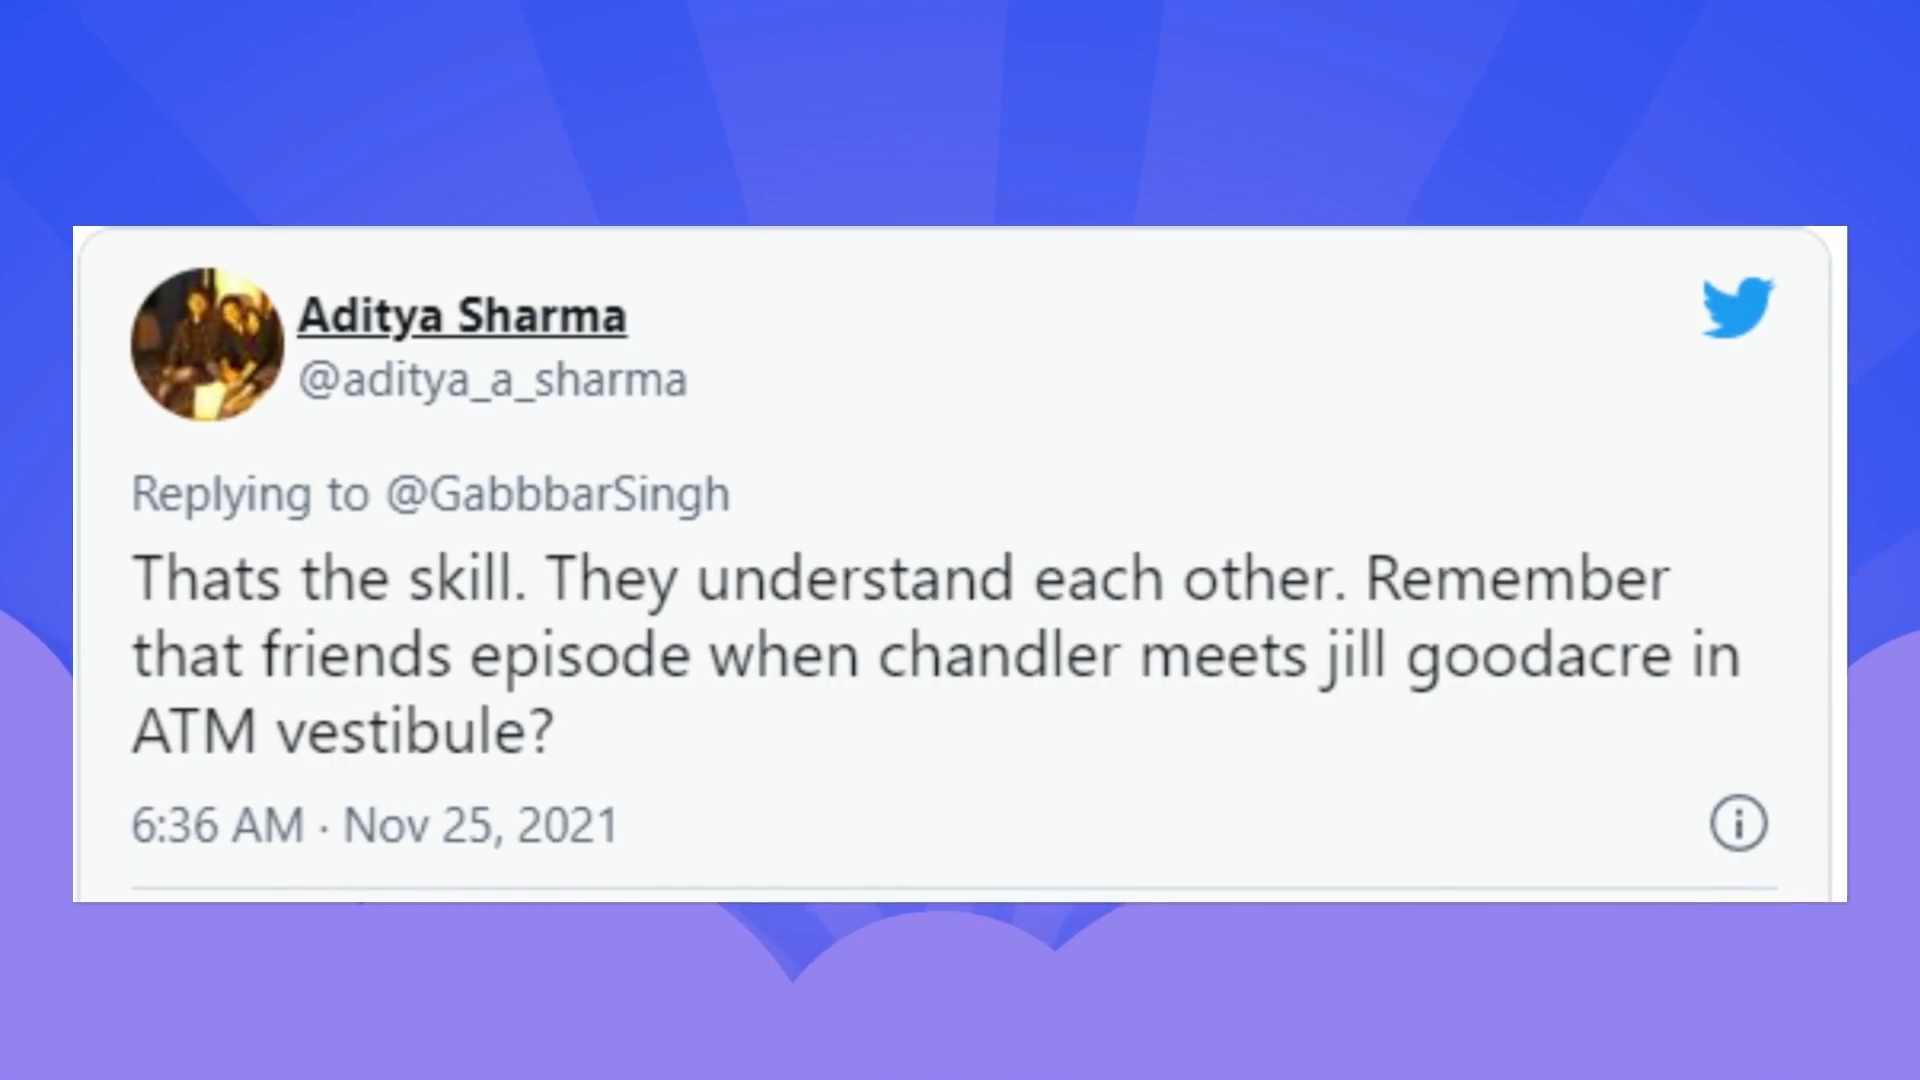 Aditya Sharma
@aditya_a_sharma
Replying to @GabbbarSingh
Thats the skill. They understand each other. Remember
that friends episode when chandler meets jill goodacre in
ATM vestibule?
6:36 AM · Nov 25, 2021